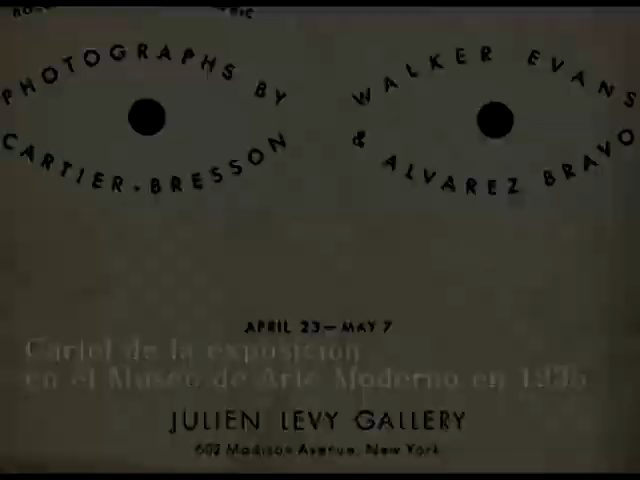 PHOTOGRAPHS BY
CARTIER-BRESSON
WALKER EVANS
& ALVAREZ BRAVO
APRIL 23—MAY 7
Cartel de la exposición
en el Museo de Arte Moderno en 1935
JULIEN LEVY GALLERY
602 Madison Avenue, New York